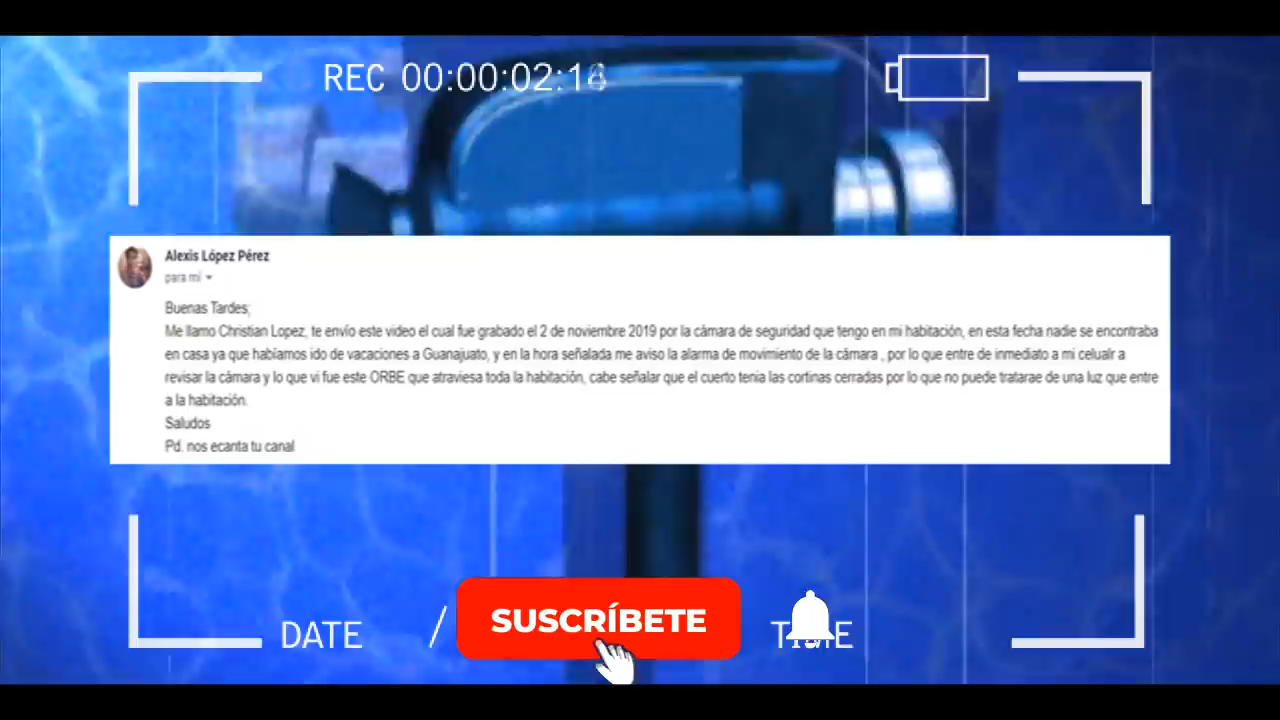 REC 00:00:02:18
Alexis López Pérez
para mí
Buenas Tardes;
Me llamo Christian Lopez, te envío este video el cual fue grabado el 2 de noviembre 2019 por la cámara de seguridad que tengo en mi habitación, en esta fecha nadie se encontraba
en casa ya que habíamos ido de vacaciones a Guanajuato, y en la hora señalada me aviso la alarma de movimiento de la cámara , por lo que entre de inmediato a mi celualr a
revisar la cámara y lo que vi fue este ORBE que atraviesa toda la habitación, cabe señalar que el cuerto tenia las cortinas cerradas por lo que no puede tratarae de una luz que entre
a la habitación.
Saludos
Pd. nos ecanta tu canal
DATE / SUSCRÍBETE TIME